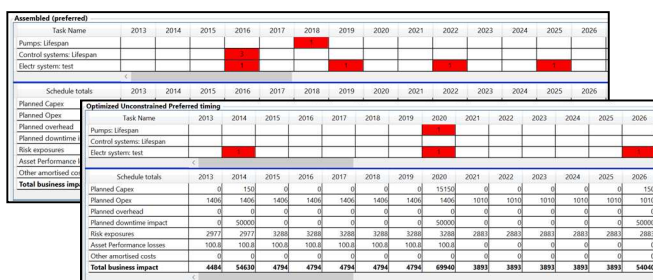 Assembled (preferred)
Task Name 2013 2014 2015 2016 2017 2018 2019 2020 2021 2022 2023 2024 2025 2026
Pumps: Lifespan
Control systems: Lifespan
Electr system: test
Schedule totals 2013 2014 2015 2016 2017 2018 2019 2020 2021 2022 2023 2024 2025 2026
Planned Capex
Planned Opex
Planned overhead
Planned downtime
Risk exposures
Asset Performance
Other amortised
Total business
Optimized Unconstrained Preferred timing
Task Name 2013 2014 2015 2016 2017 2018 2019 2020 2021 2022 2023 2024 2025 2026
Pumps: Lifespan
Control systems: Lifespan
Electr system: test
Schedule totals 2013 2014 2015 2016 2017 2018 2019 2020 2021 2022 2023 2024 2025 2026
Planned Capex 0 150 0 0 0 0 0 15150 0 0 0 0 0 150
Planned Opex 1406 1406 1406 1406 1406 1406 1406 1406 1010 1010 1010 1010 1010 1010
Planned overhead 0 0 0 0 0 0 0 0 0 0 0 0 0 0
Planned downtime impact 0 50000 0 0 0 0 0 50000 0 0 0 0 0 50000
Risk exposures 2977 2977 3288 3288 3288 3288 3288 3288 2883 2883 2883 2883 2883 2883
Asset Performance losses 100.8 100.8 100.8 100.8 100.8 100.8 100.8 100.8 0 0 0 0 0 0
Other amortised costs 0 0 0 0 0 0 0 0 0 0 0 0 0 0
Total business impact 4484 54630 4794 4794 4794 4794 4794 69940 3893 3893 3893 3893 3893 54040